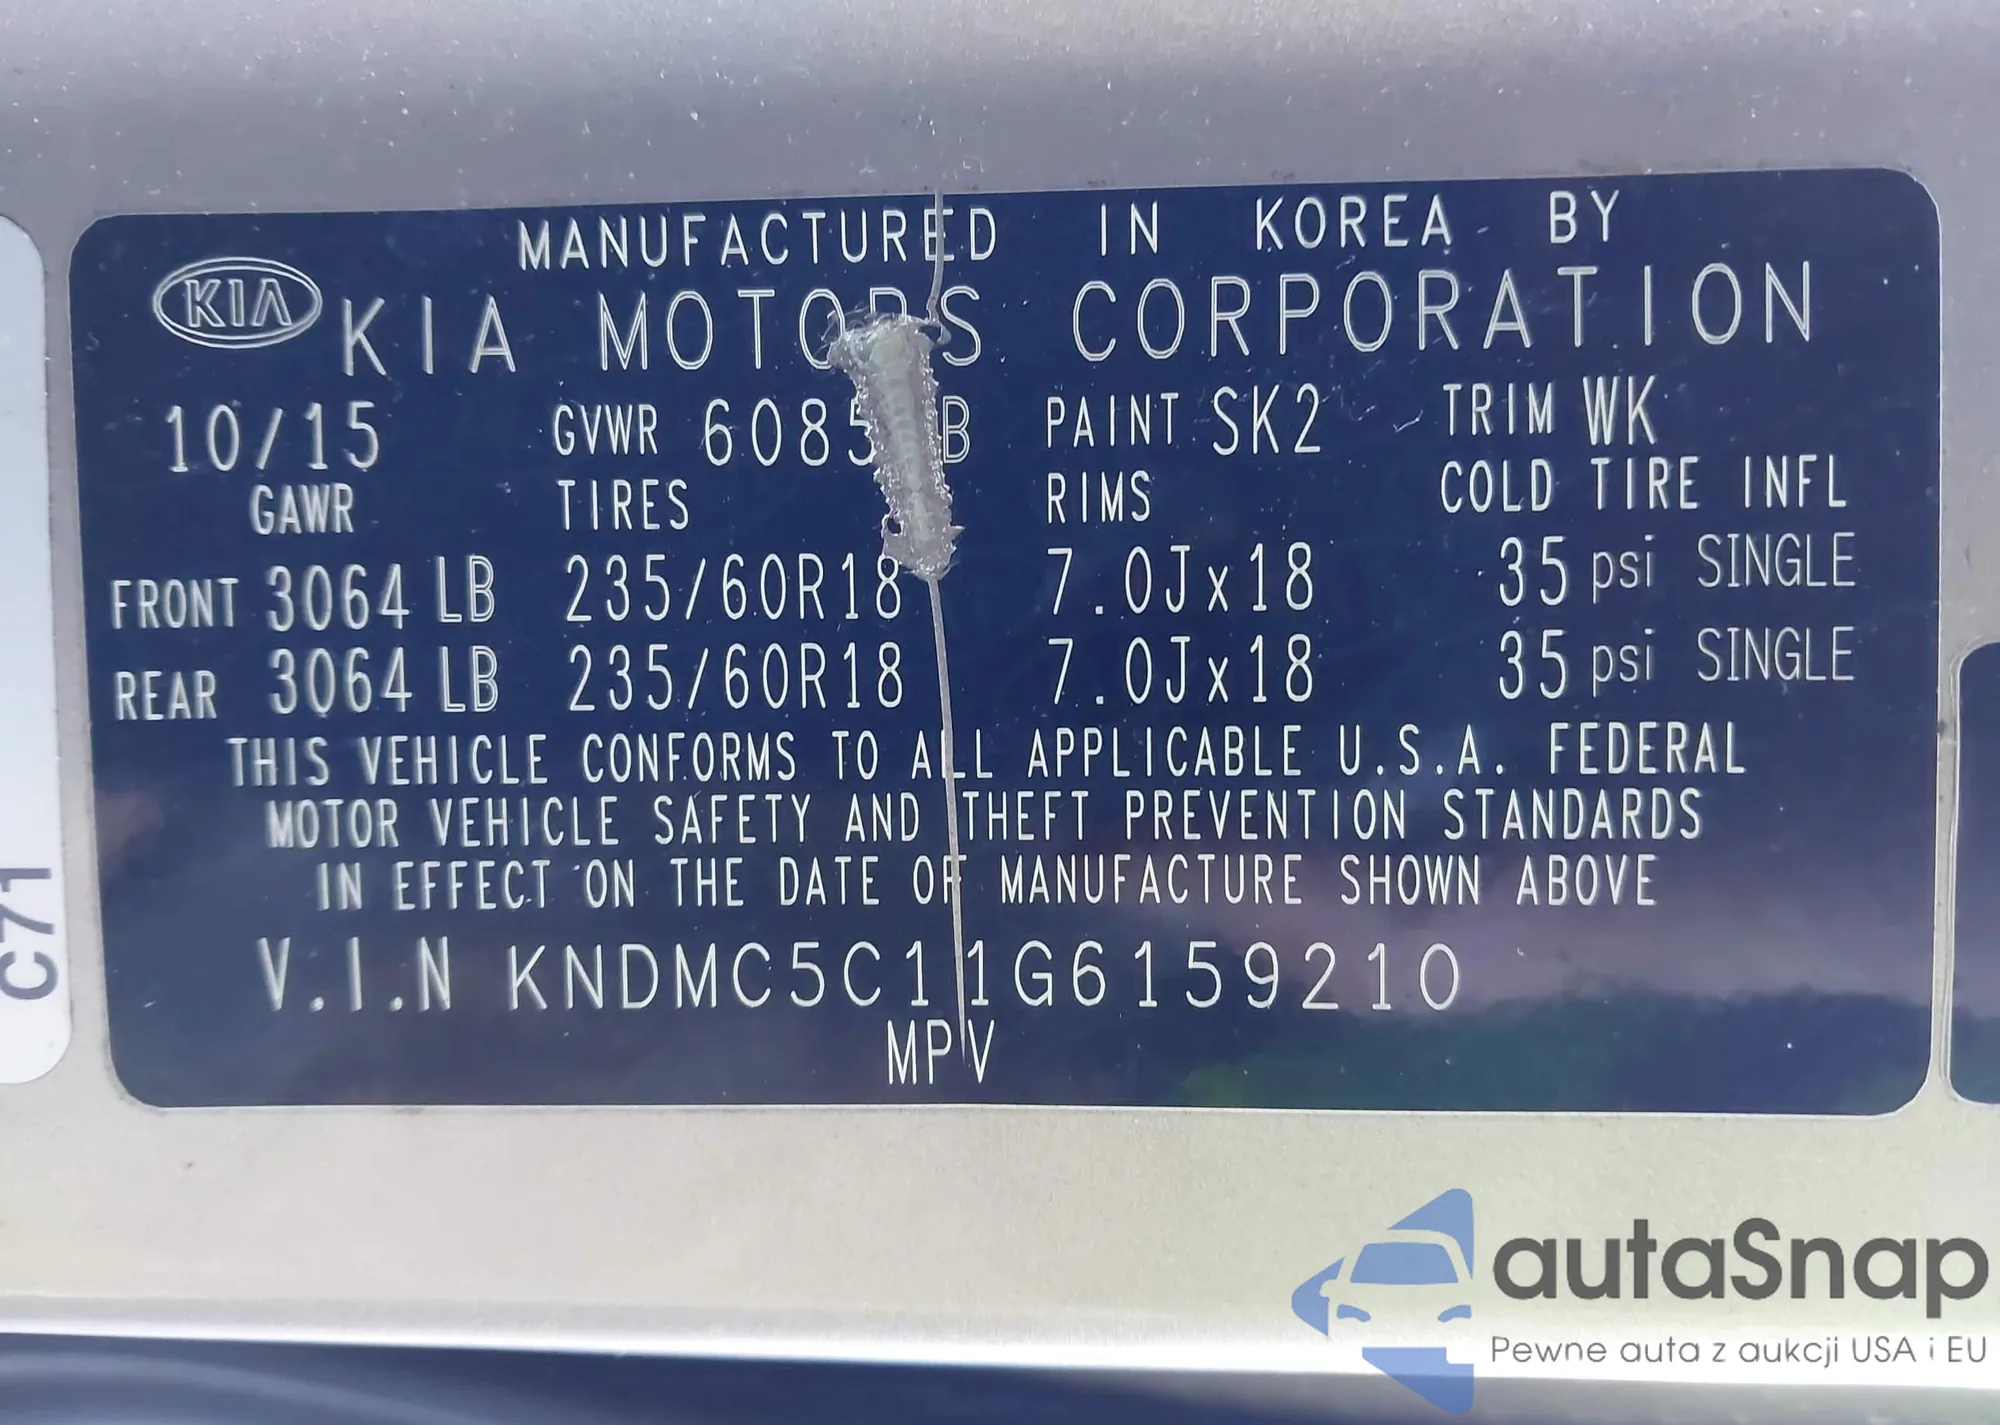 MANUFACTURED IN KOREA BY
KIA KIA MOTORS CORPORATION
10/15 GVWR PAINT SK2 TRIM WK
GAWR TIRES RIMS COLD TIRE INFL
FRONT 3064 LB 235/60R18 7.0Jx18 35 psi SINGLE
REAR 3064 LB 235/60R18 7.0Jx18 35 psi SINGLE
THIS VEHICLE CONFORMS TO ALL APPLICABLE U.S.A. FEDERAL
MOTOR VEHICLE SAFETY AND THEFT PREVENTION STANDARDS
IN EFFECT ON THE DATE OF MANUFACTURE SHOWN ABOVE
V.I.N KNDMC5C11G6159210
MPV
C71
autaSnap
Pewne auta z aukcji USA i EU